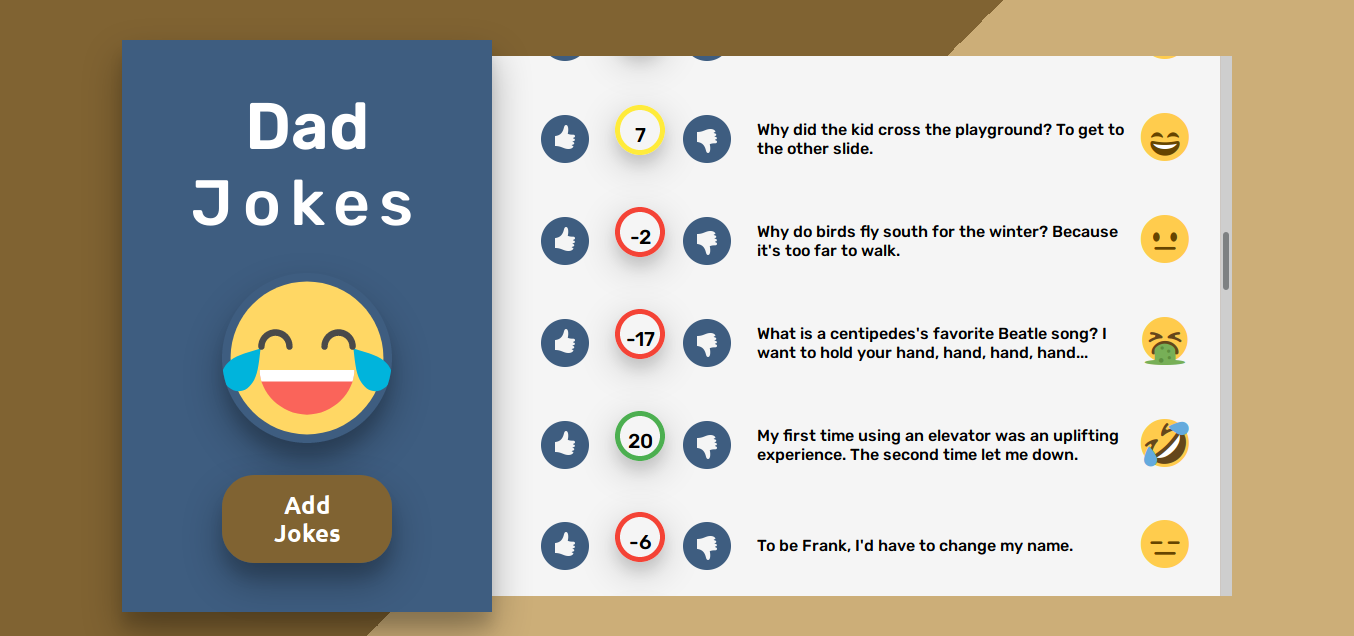 Dad
Jokes
Add
Jokes
7
Why did the kid cross the playground? To get to
the other slide.
-2
Why do birds fly south for the winter? Because
it's too far to walk.
-17
What is a centipedes's favorite Beatle song? I
want to hold your hand, hand, hand, hand...
20
My first time using an elevator was an uplifting
experience. The second time let me down.
-6
To be Frank, I'd have to change my name.